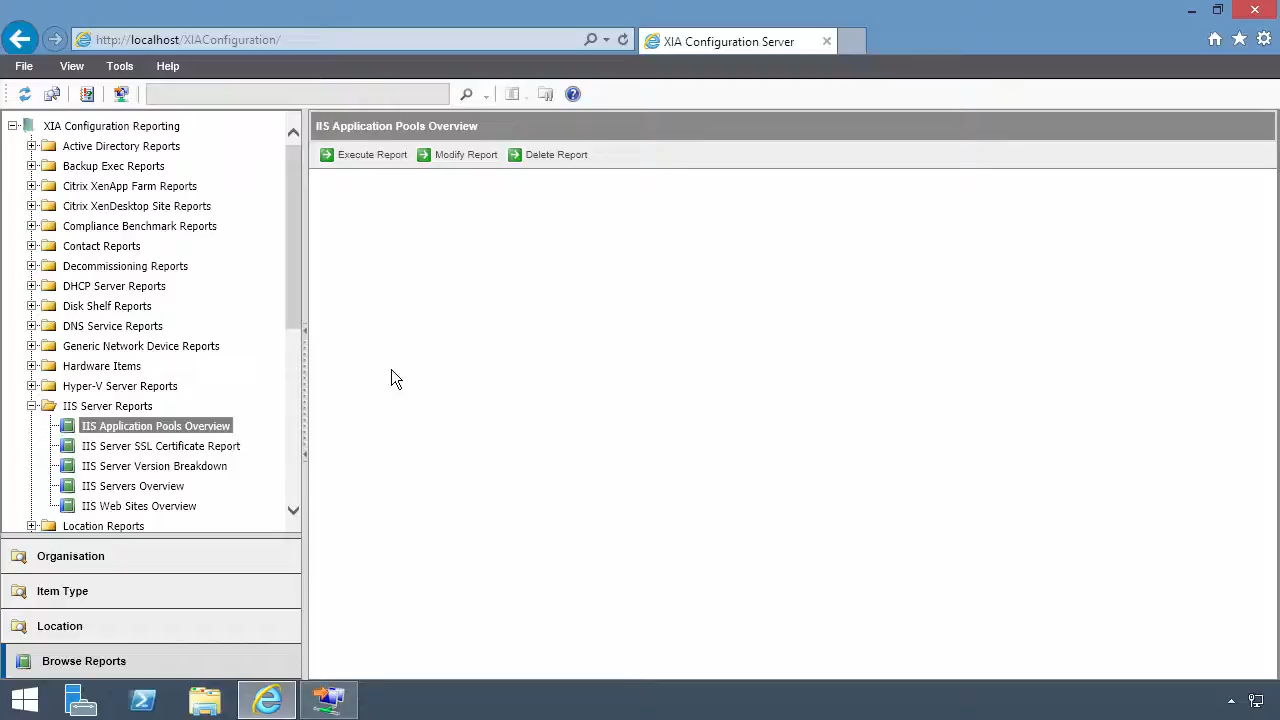 http://localhost/XIAConfiguration/
XIA Configuration Server
File View Tools Help
XIA Configuration Reporting
Active Directory Reports
Backup Exec Reports
Citrix XenApp Farm Reports
Citrix XenDesktop Site Reports
Compliance Benchmark Reports
Contact Reports
Decommissioning Reports
DHCP Server Reports
Disk Shelf Reports
DNS Service Reports
Generic Network Device Reports
Hardware Items
Hyper-V Server Reports
IIS Server Reports
IIS Application Pools Overview
IIS Server SSL Certificate Report
IIS Server Version Breakdown
IIS Servers Overview
IIS Web Sites Overview
Location Reports
Organisation
Item Type
Location
Browse Reports
IIS Application Pools Overview
Execute Report Modify Report Delete Report